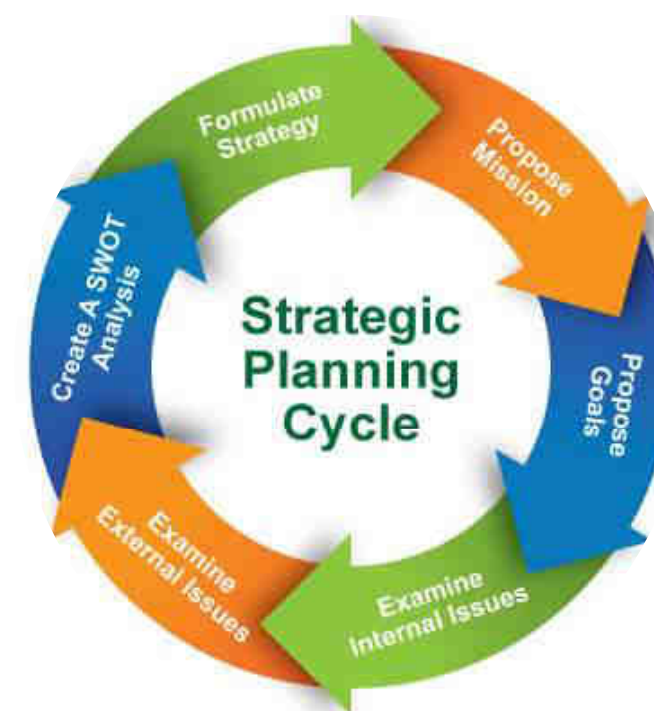 Formulate
Strategy
Propose
Mission
Propose
Goals
Examine
Internal Issues
Examine
External Issues
Create A SWOT
Analysis
Strategic
Planning
Cycle